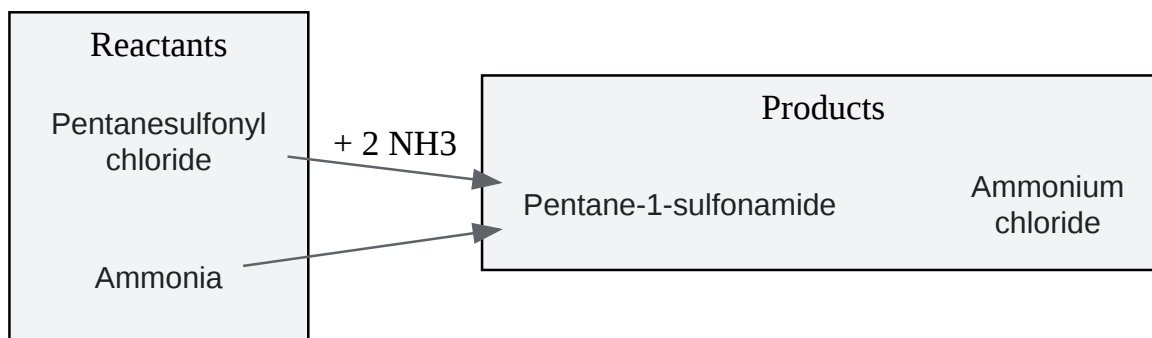 Reactants
Pentanesulfonyl
chloride
Ammonia
+ 2 NH3
Products
Pentane-1-sulfonamide
Ammonium
chloride